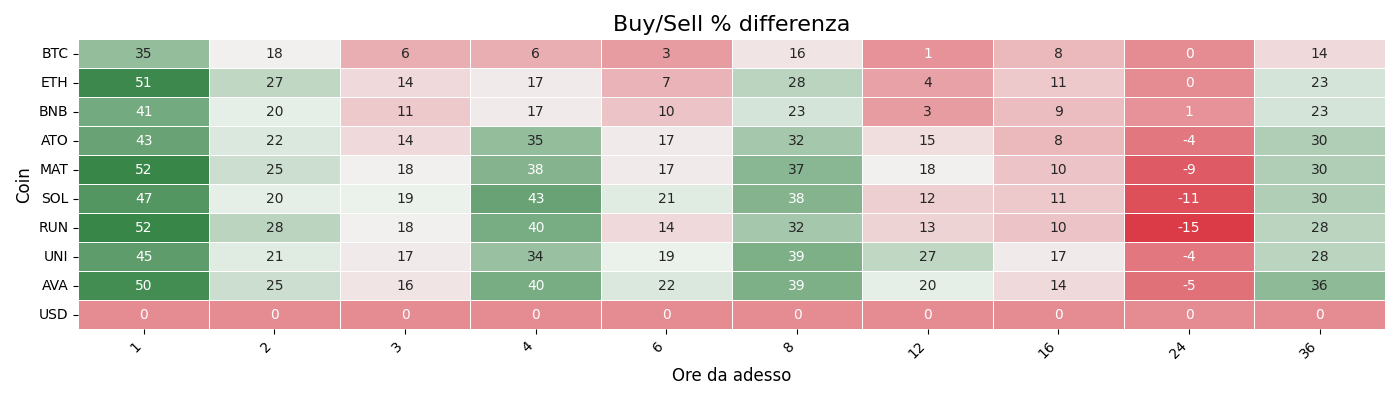 Buy/Sell % differenza
BTC 35 18 6 6 3 16 1 8 0 14
ETH 51 27 14 17 7 28 4 11 0 23
BNB 41 20 11 17 10 23 3 9 1 23
ATO 43 22 14 35 17 32 15 8 -4 30
MAT 52 25 18 38 17 37 18 10 -9 30
SOL 47 20 19 43 21 38 12 11 -11 30
RUN 52 28 18 40 14 32 13 10 -15 28
UNI 45 21 17 34 19 39 27 17 -4 28
AVA 50 25 16 40 22 39 20 14 -5 36
USD 0 0 0 0 0 0 0 0 0 0
Coin
1 2 3 4 6 8 12 16 24 36
Ore da adesso